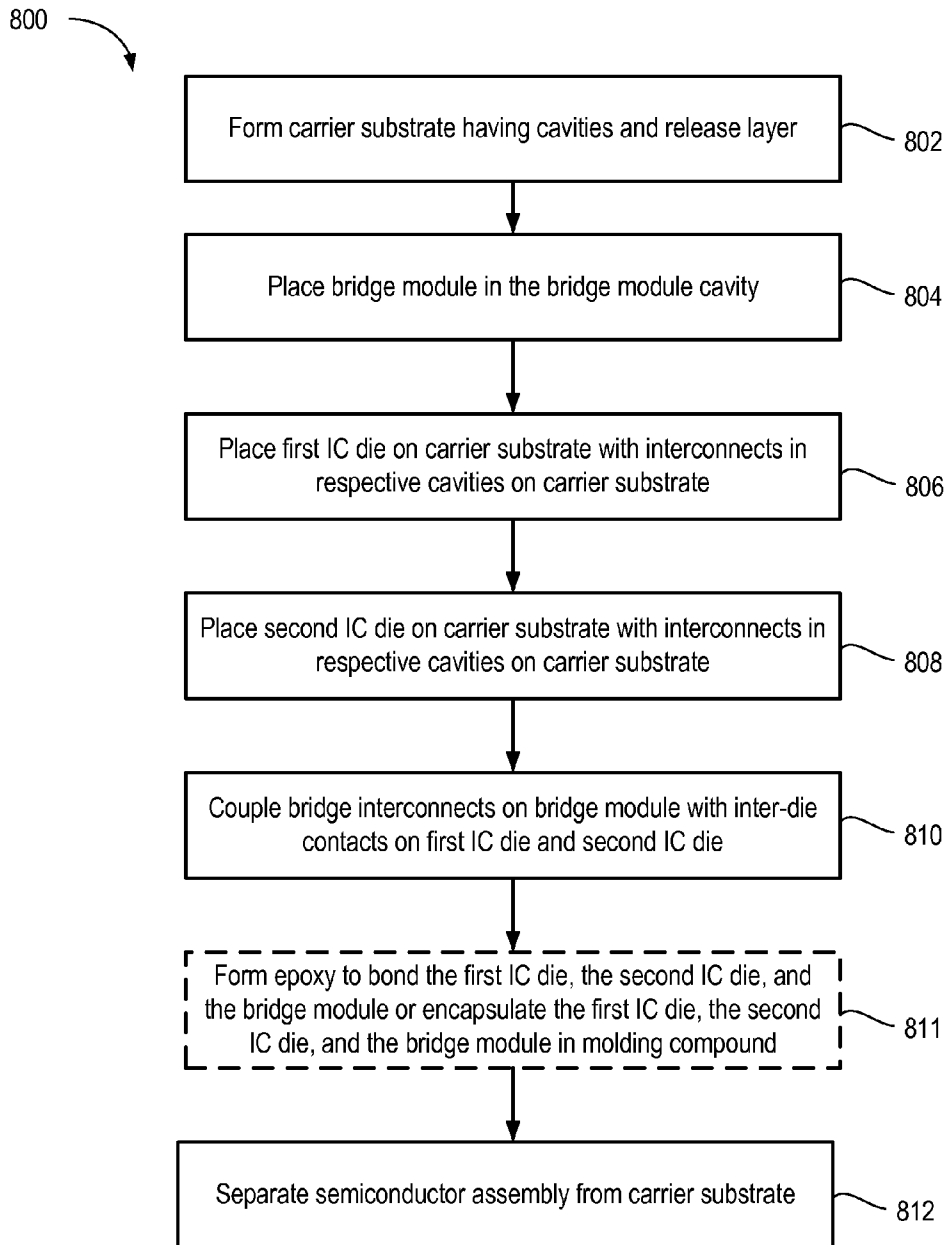 800
Form carrier substrate having cavities and release layer
802
Place bridge module in the bridge module cavity
804
Place first IC die on carrier substrate with interconnects in
respective cavities on carrier substrate
806
Place second IC die on carrier substrate with interconnects in
respective cavities on carrier substrate
808
Couple bridge interconnects on bridge module with inter-die
contacts on first IC die and second IC die
810
Form epoxy to bond the first IC die, the second IC die, and
the bridge module or encapsulate the first IC die, the second
IC die, and the bridge module in molding compound
811
Separate semiconductor assembly from carrier substrate
812